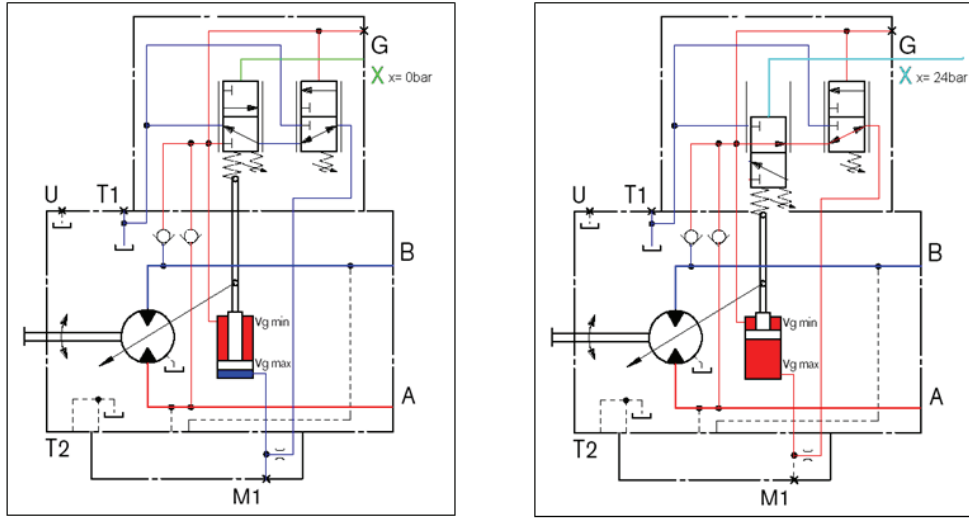 G
X x= 0bar
U
T1
B
Vg min
Vg max
A
T2
M1
G
X x= 24bar
U
T1
B
Vg min
Vg max
A
T2
M1